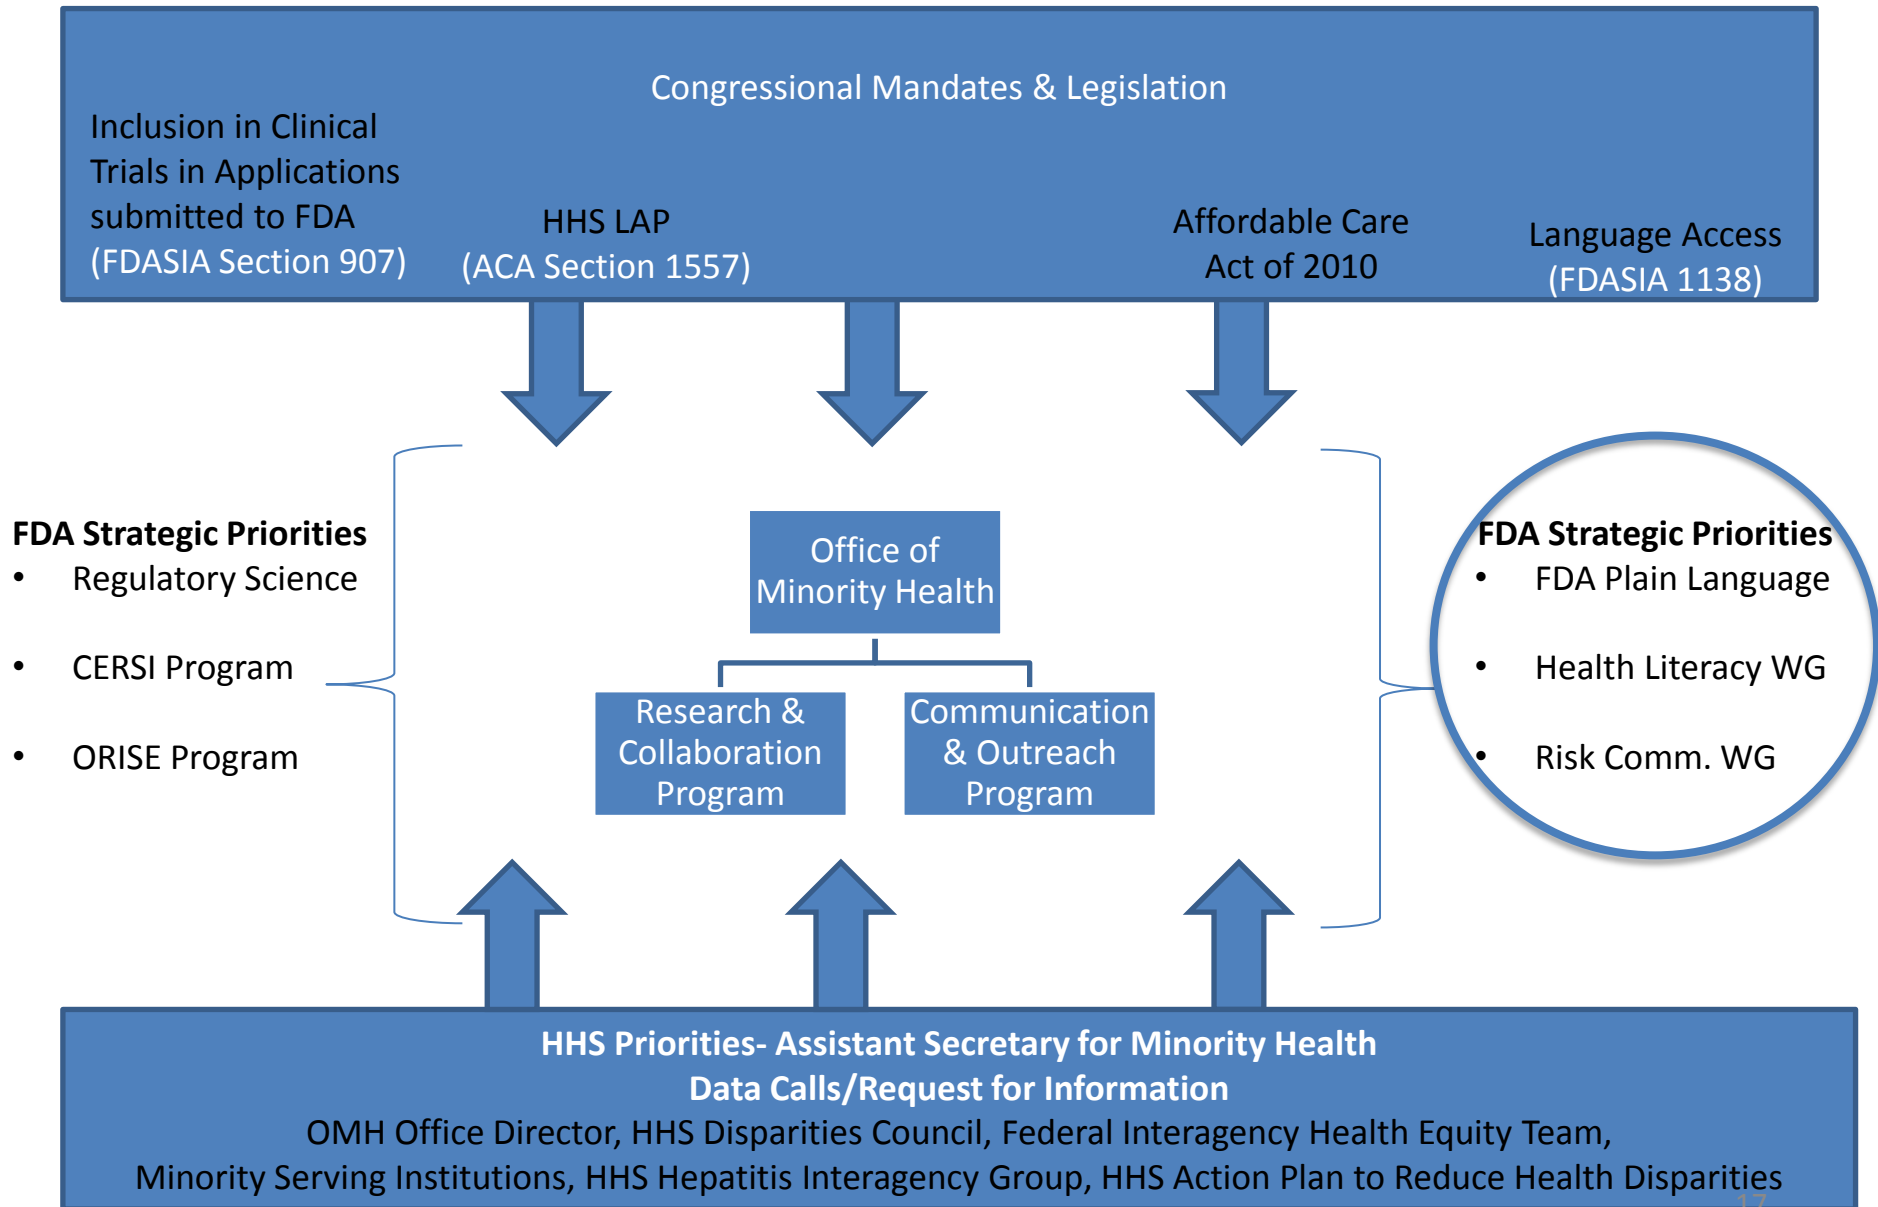 Congressional Mandates & Legislation
Inclusion in Clinical
Trials in Applications
submitted to FDA
(FDASIA Section 907)
HHS LAP
(ACA Section 1557)
Affordable Care
Act of 2010
Language Access
(FDASIA 1138)
FDA Strategic Priorities
• Regulatory Science
• CERSI Program
• ORISE Program
Office of
Minority Health
Research &
Collaboration
Program
Communication
& Outreach
Program
FDA Strategic Priorities
• FDA Plain Language
• Health Literacy WG
• Risk Comm. WG
HHS Priorities- Assistant Secretary for Minority Health
Data Calls/Request for Information
OMH Office Director, HHS Disparities Council, Federal Interagency Health Equity Team,
Minority Serving Institutions, HHS Hepatitis Interagency Group, HHS Action Plan to Reduce Health Disparities
17